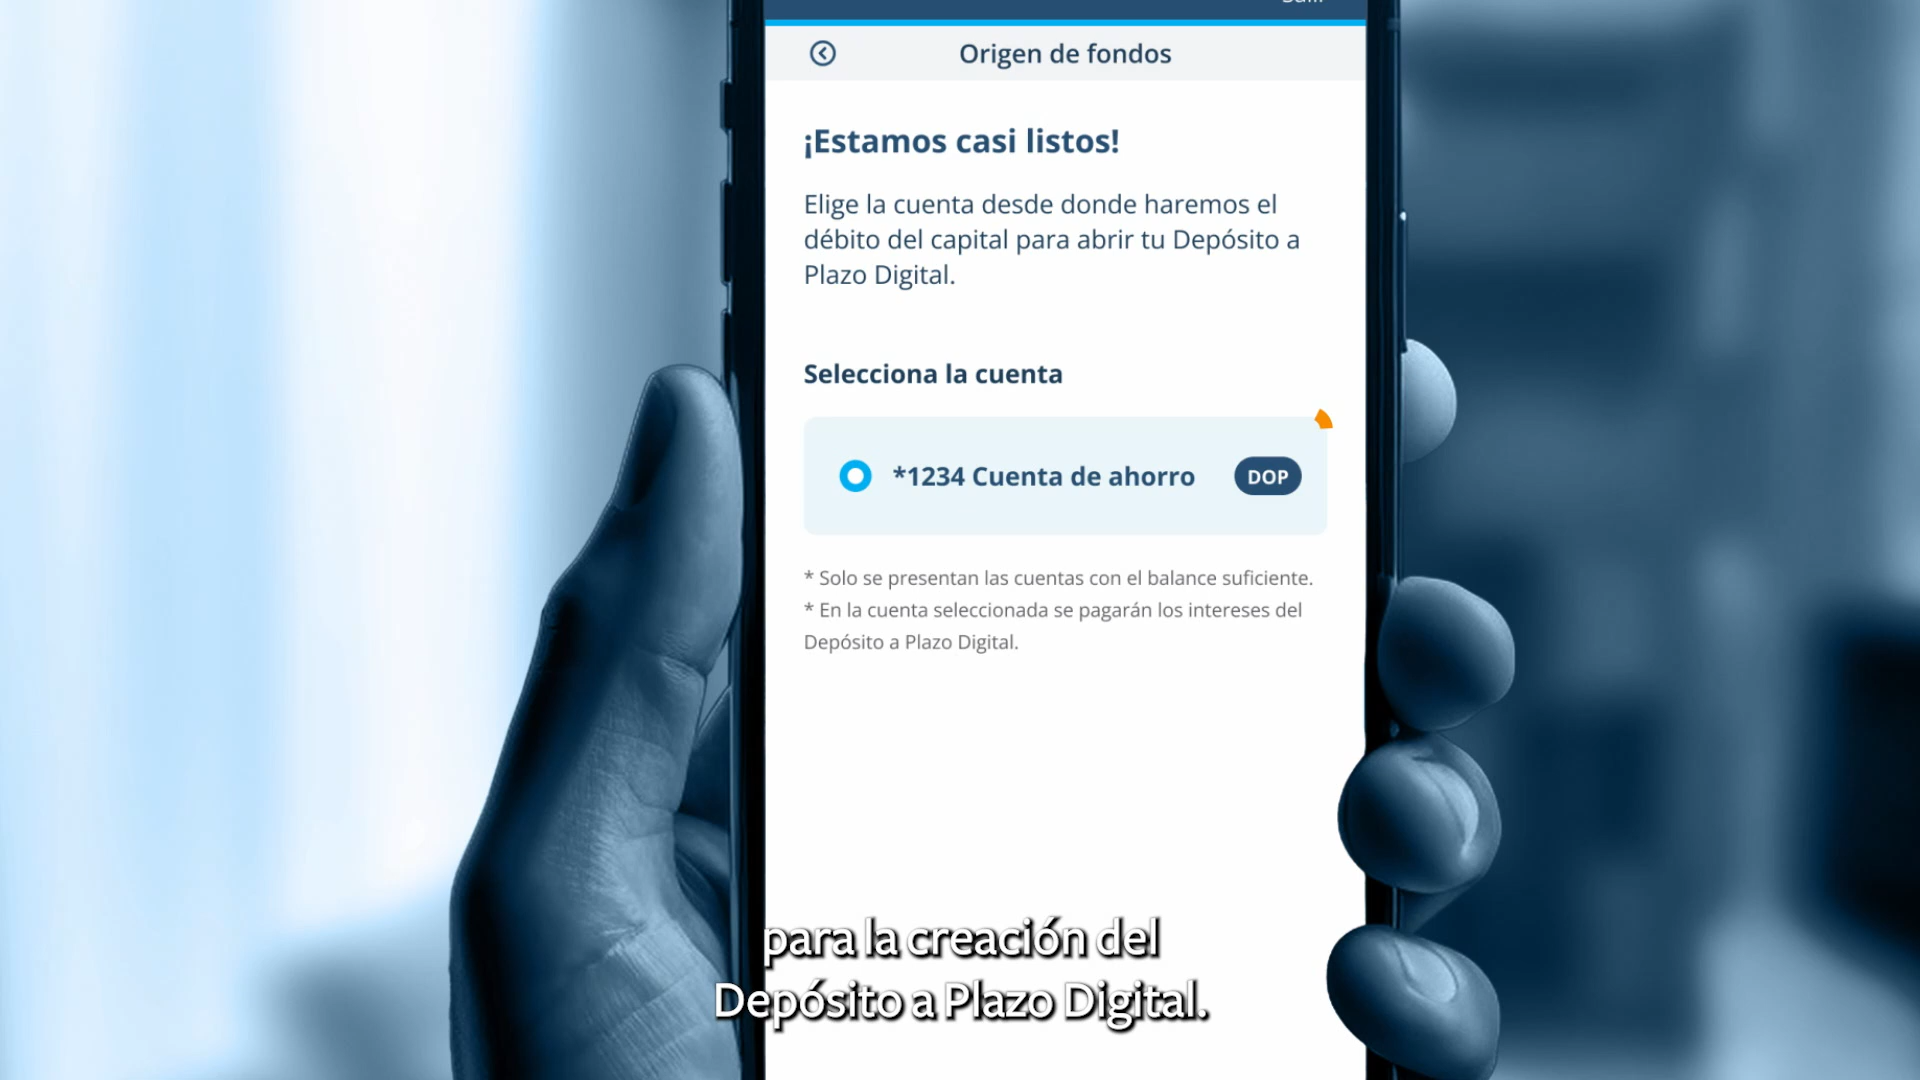 Origen de fondos
¡Estamos casi listos!
Elige la cuenta desde donde haremos el
débito del capital para abrir tu Depósito a
Plazo Digital.
Selecciona la cuenta
*1234 Cuenta de ahorro DOP
* Solo se presentan las cuentas con el balance suficiente.
* En la cuenta seleccionada se pagarán los intereses del
Depósito a Plazo Digital.
para la creación del
Depósito a Plazo Digital.